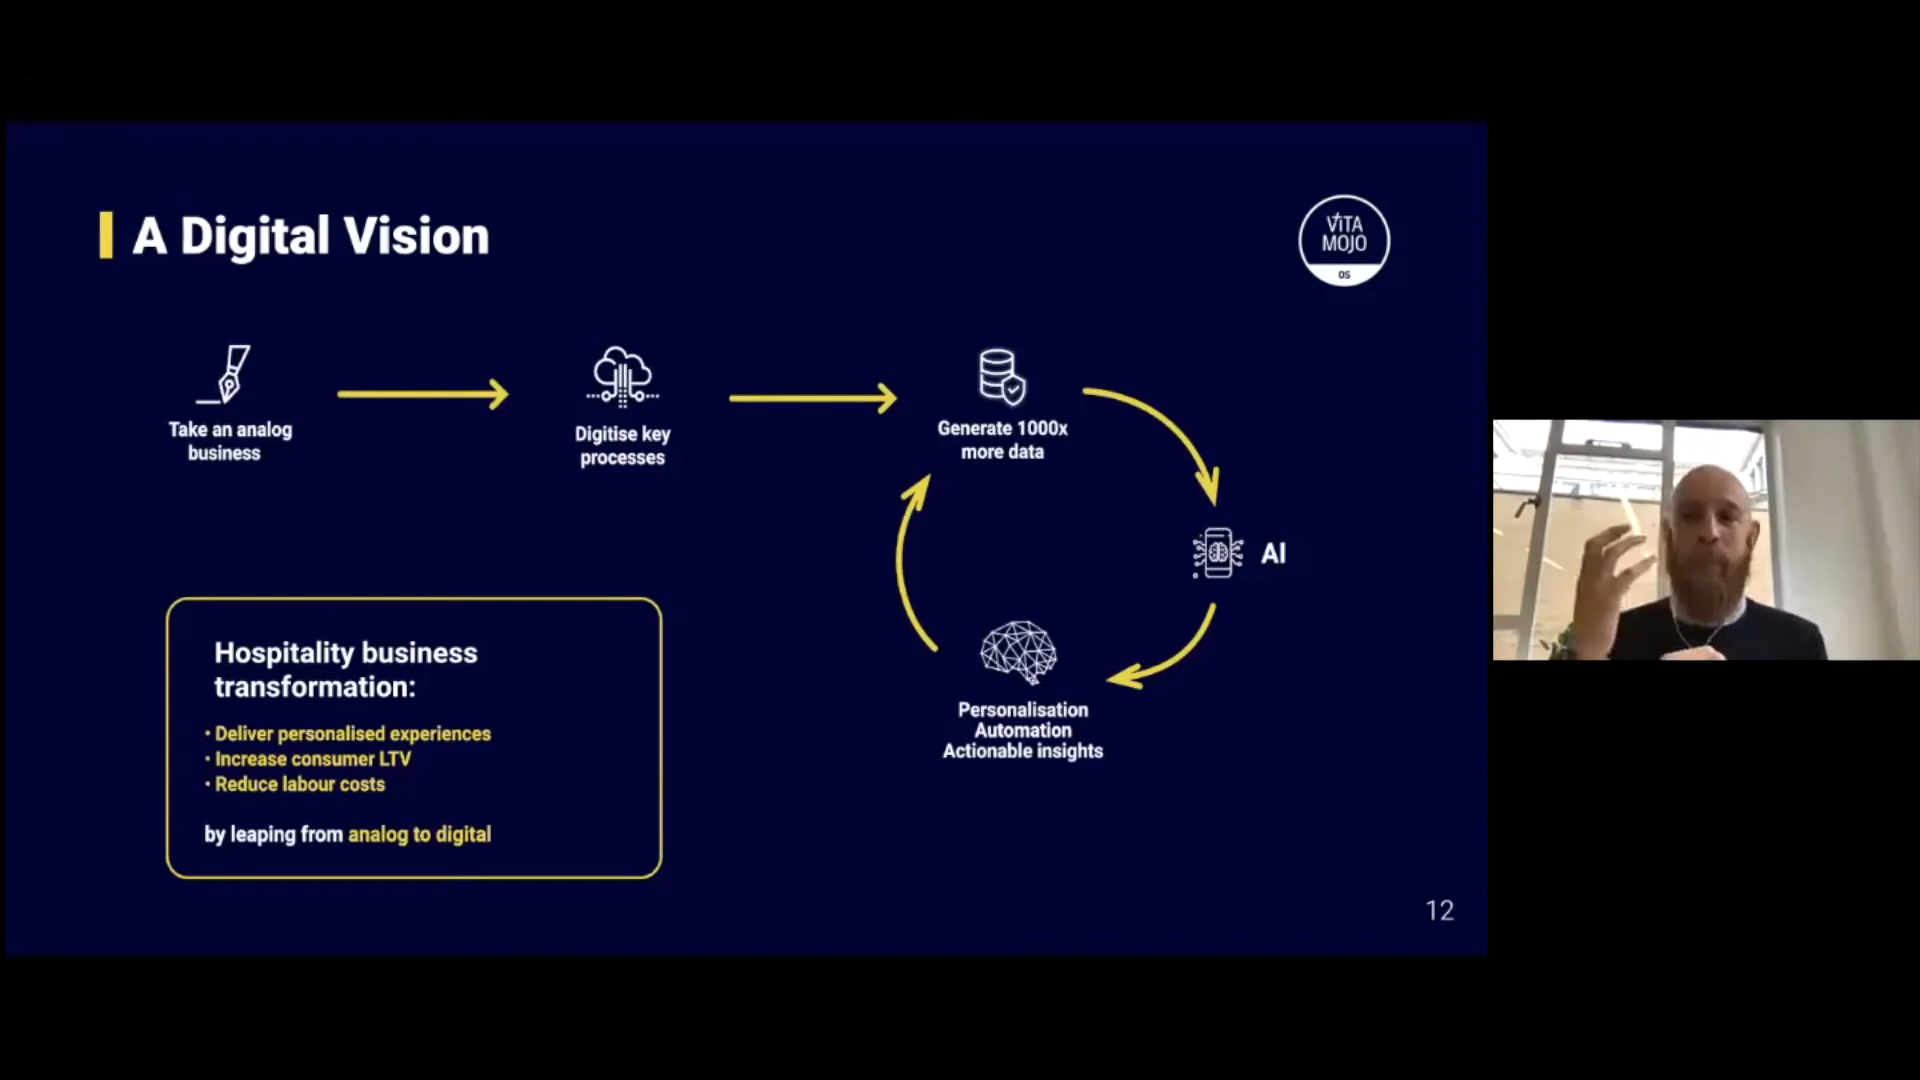 A Digital Vision
VITA
MOJO
OS
Take an analog
business
Digitise key
processes
Generate 1000x
more data
AI
Personalisation
Automation
Actionable insights
Hospitality business
transformation:
• Deliver personalised experiences
• Increase consumer LTV
• Reduce labour costs
by leaping from analog to digital
12